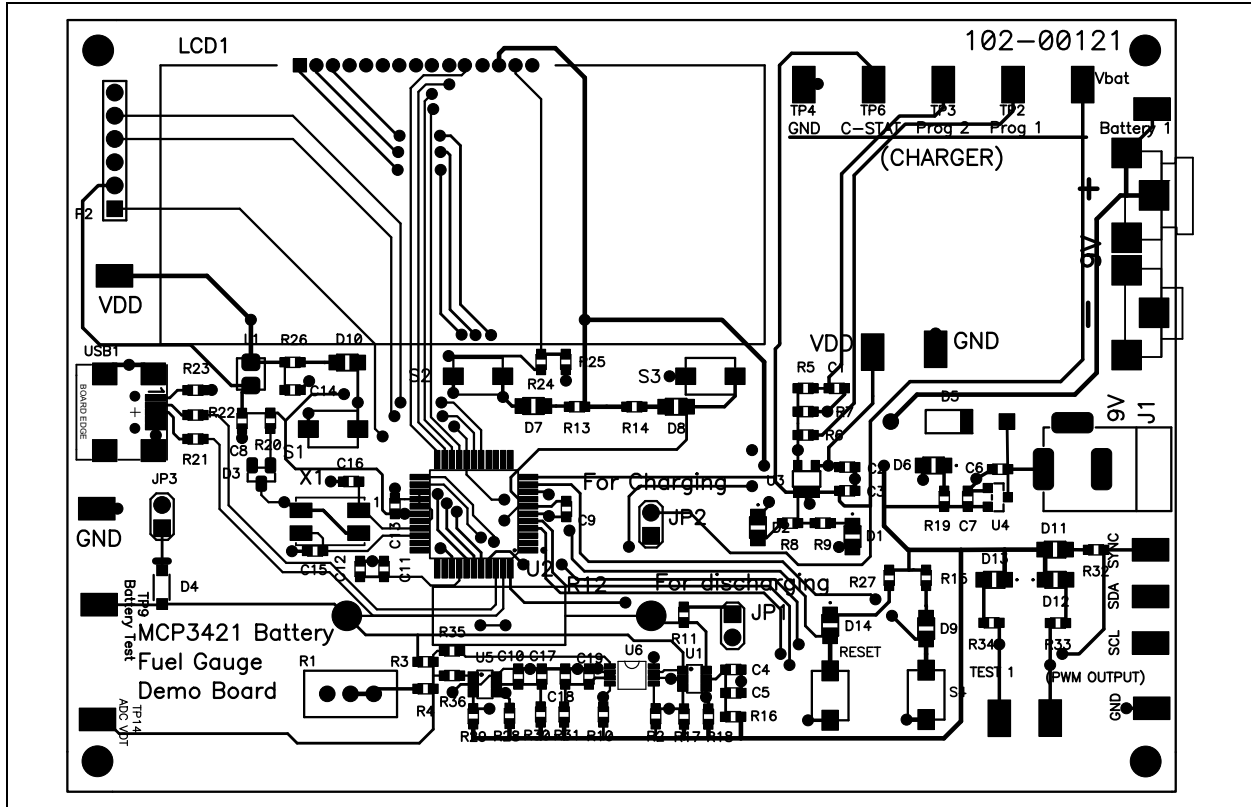 LCD1
102-00121
Vbat
TP4
TP6
TP3
TP2
GND
C-STAT
Prog 2
Prog 1
Battery 1
(CHARGER)
+
9V
-
P2
VDD
USB1
BOARD EDGE
1
R23
R22
R21
U1
R26
D10
C14
C8
R20
S1
D3
X1
C16
1
S2
R24
R25
S3
D7
R13
R14
D8
VDD
GND
R5
C
R7
R6
U3
C2
C3
D5
9V
J1
D6
C6
R19
C7
U4
JP3
GND
D4
C13
C15
C12
C11
U2
C9
For Charging
JP2
D2
R8
R9
D1
R12
For discharging
JP1
R11
R27
R15
D13
D11
R32
SYNC
SDA
SCL
D12
R34
R33
D14
RESET
D9
S4
TEST 1
(PWM OUTPUT)
GND
TP9
Battery Test
MCP3421 Battery
Fuel Gauge
Demo Board
R1
TP14
ADC VOT
R3
R35
R4
R36
U5
C10
C17
C18
C19
U6
U1
C4
C5
R16
R29
R28
R30
R31
R10
R2
R17
R18